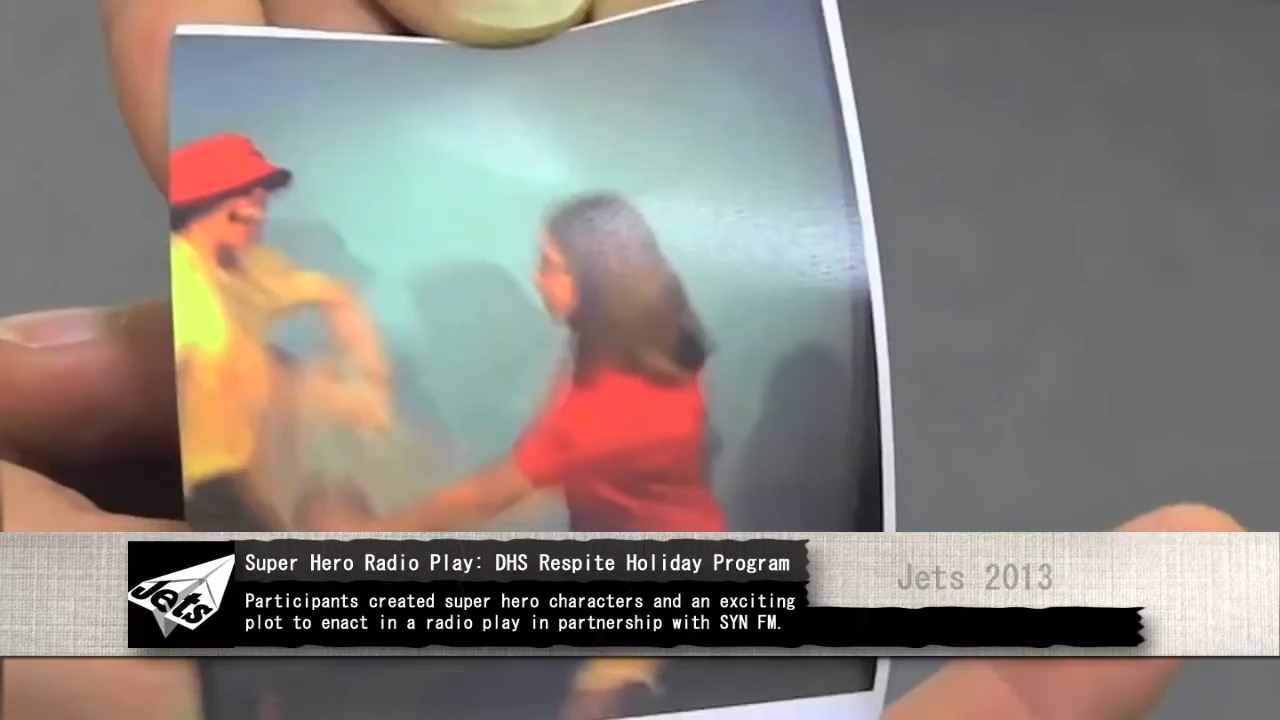 Super Hero Radio Play: DHS Respite Holiday Program
Jets 2013
Jets
Participants created super hero characters and an exciting
plot to enact in a radio play in partnership with SYN FM.